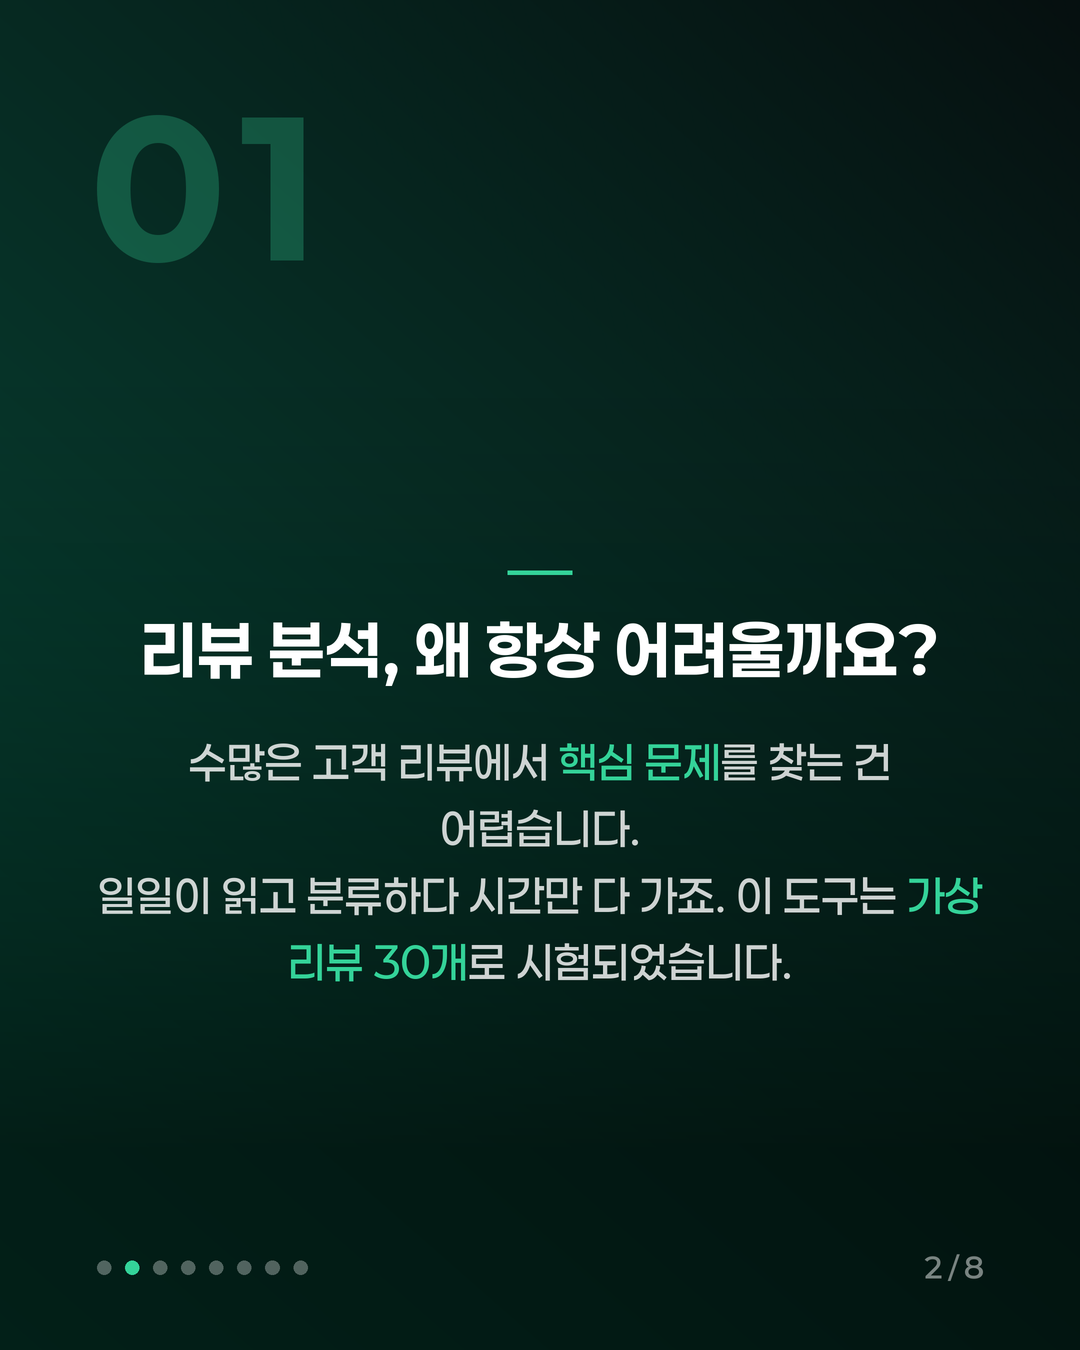 01
리뷰 분석, 왜 항상 어려울까요?
수많은 고객 리뷰에서 핵심 문제를 찾는 건
어렵습니다.
일일이 읽고 분류하다 시간만 다 가죠. 이 도구는 가상
리뷰 30개로 시험되었습니다.
2/8